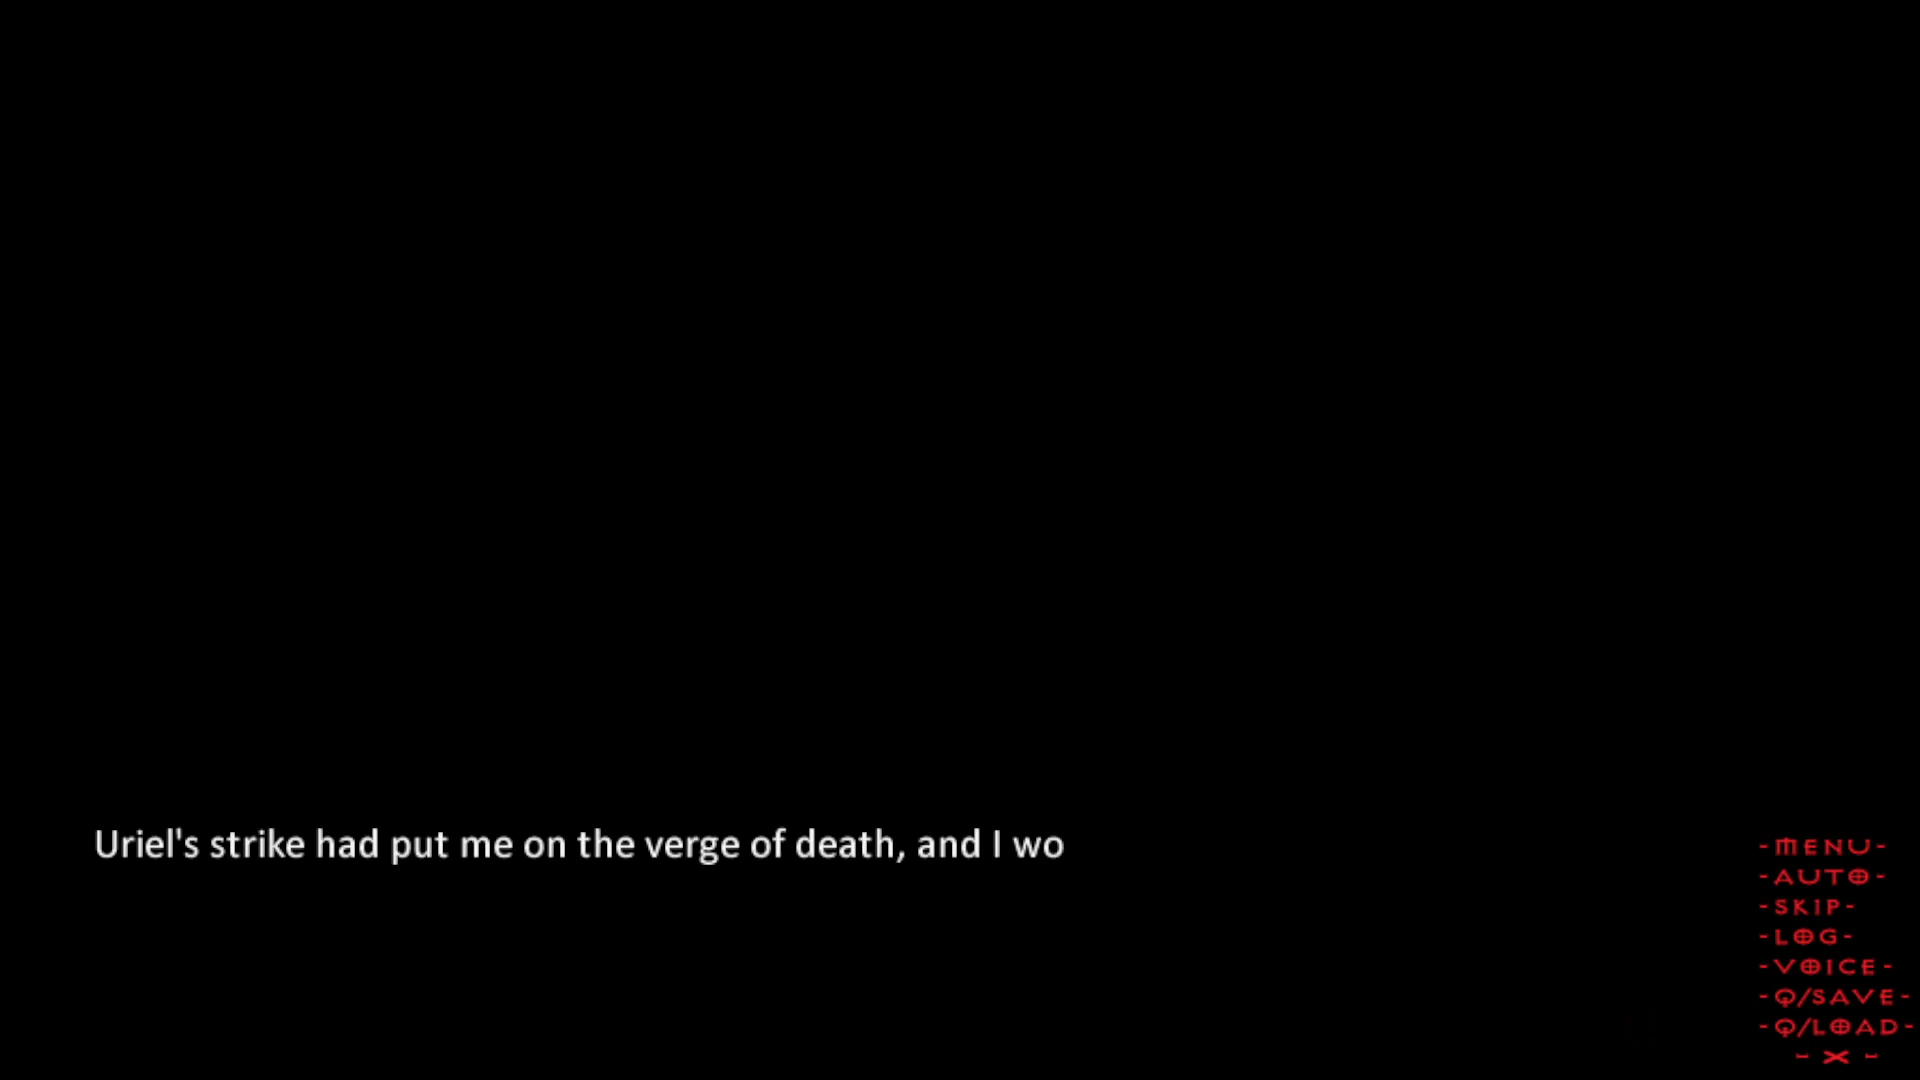 Uriel's strike had put me on the verge of death, and I wo
-MENU-
-AUTO-
-SKIP-
-LOG-
-VOICE-
-Q/SAVE-
-Q/LOAD-
- X -